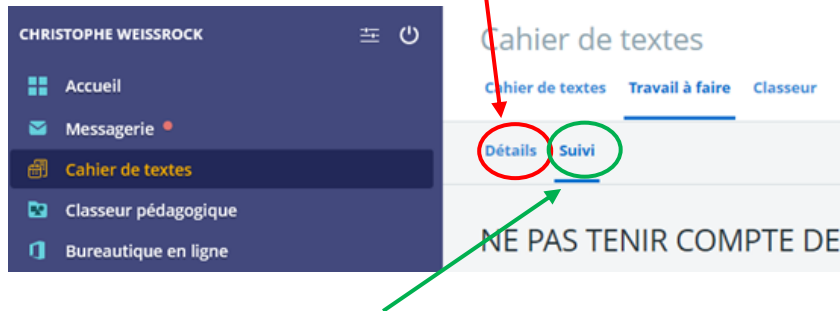 CHRISTOPHE WEISSROCK
Accueil
Messagerie
Cahier de textes
Classeur pédagogique
Bureautique en ligne
Cahier de textes
Cahier de textes Travail à faire Classeur
Détails Suivi
NE PAS TENIR COMPTE DE